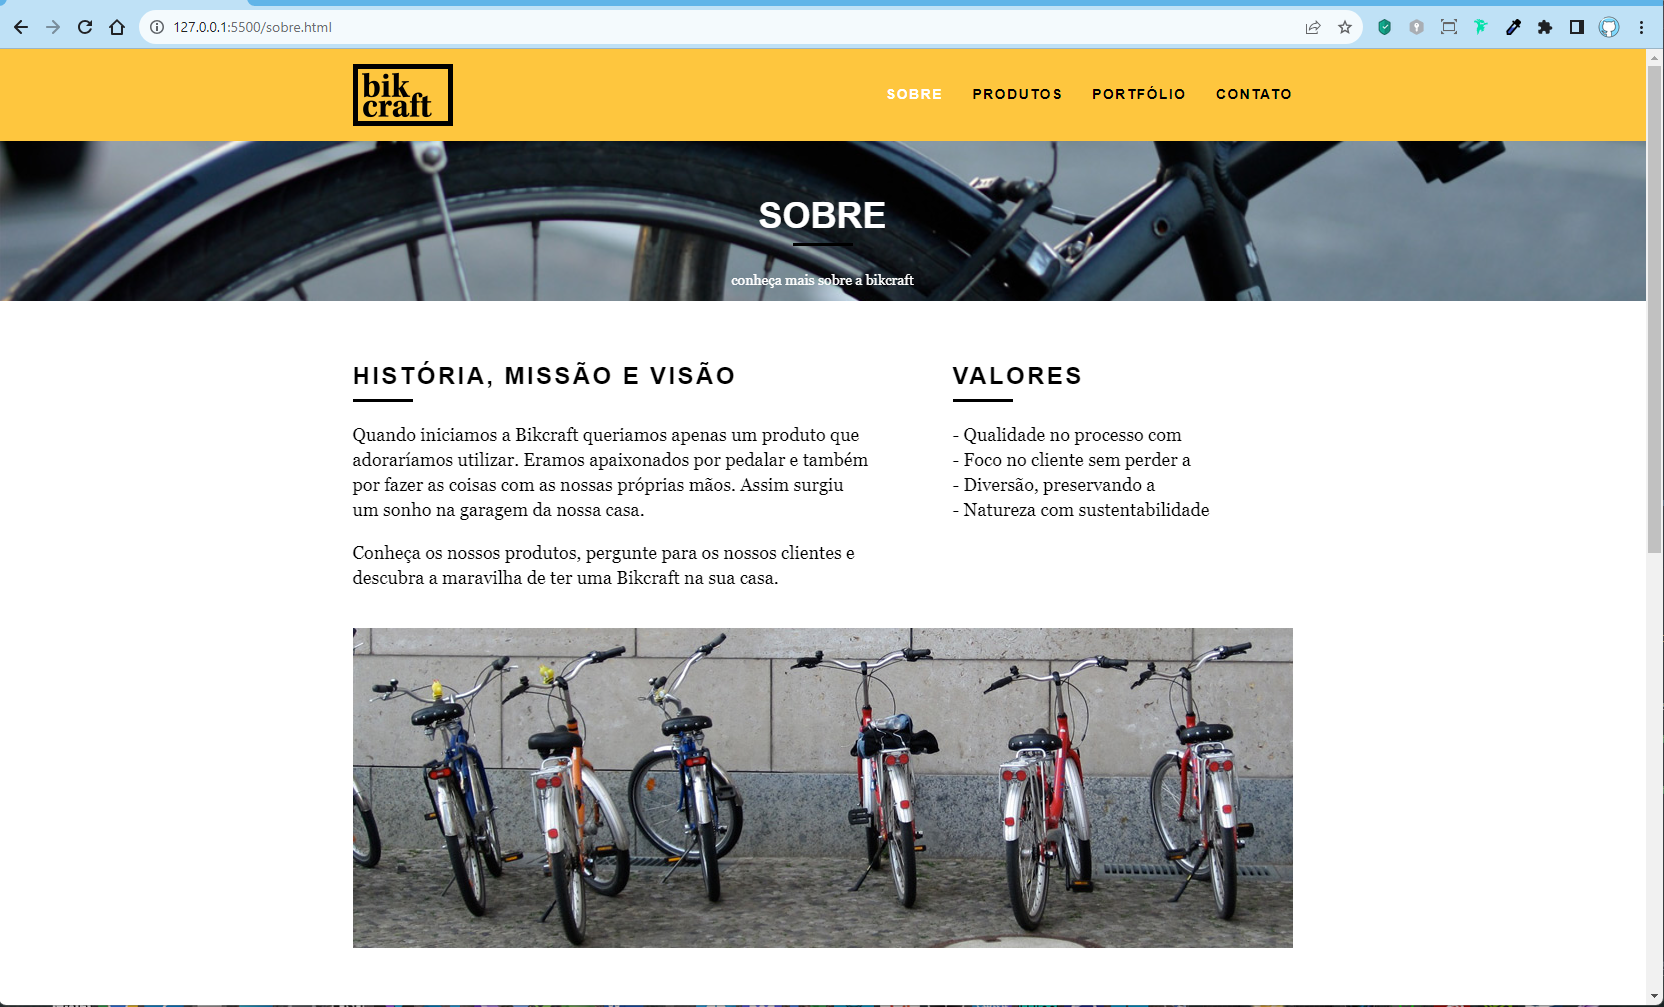 127.0.0.1:5500/sobre.html
bik
craft
SOBRE PRODUTOS PORTFÓLIO CONTATO
SOBRE
conheça mais sobre a bikcraft
HISTÓRIA, MISSÃO E VISÃO
Quando iniciamos a Bikcraft queriamos apenas um produto que
adoraríamos utilizar. Eramos apaixonados por pedalar e também
por fazer as coisas com as nossas próprias mãos. Assim surgiu
um sonho na garagem da nossa casa.
Conheça os nossos produtos, pergunte para os nossos clientes e
descubra a maravilha de ter uma Bikcraft na sua casa.
VALORES
- Qualidade no processo com
- Foco no cliente sem perder a
- Diversão, preservando a
- Natureza com sustentabilidade